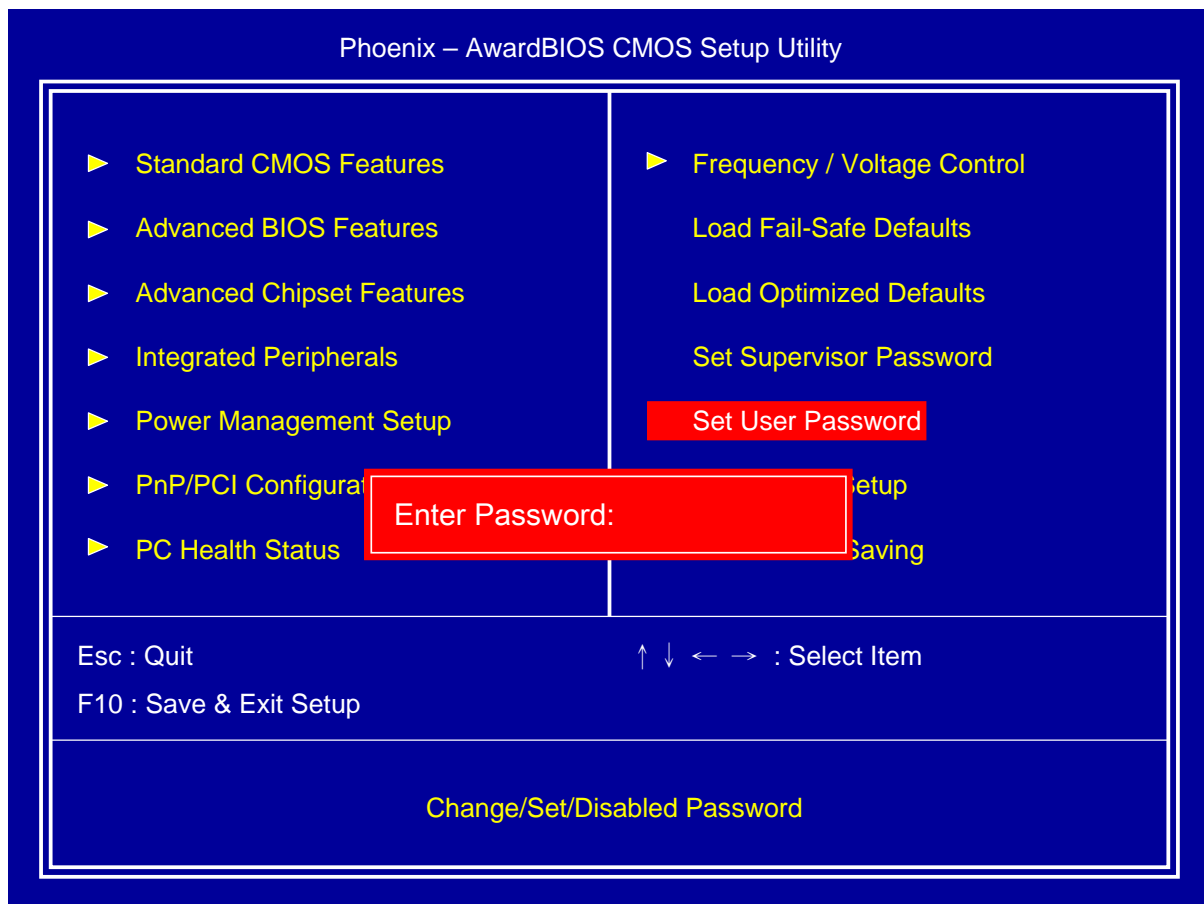 Phoenix – AwardBIOS CMOS Setup Utility
Standard CMOS Features
Advanced BIOS Features
Advanced Chipset Features
Integrated Peripherals
Power Management Setup
PnP/PCI Configurat
PC Health Status
Frequency / Voltage Control
Load Fail-Safe Defaults
Load Optimized Defaults
Set Supervisor Password
Set User Password
Setup
Saving
Enter Password:
Esc : Quit
F10 : Save & Exit Setup
↑ ↓ ← → : Select Item
Change/Set/Disabled Password